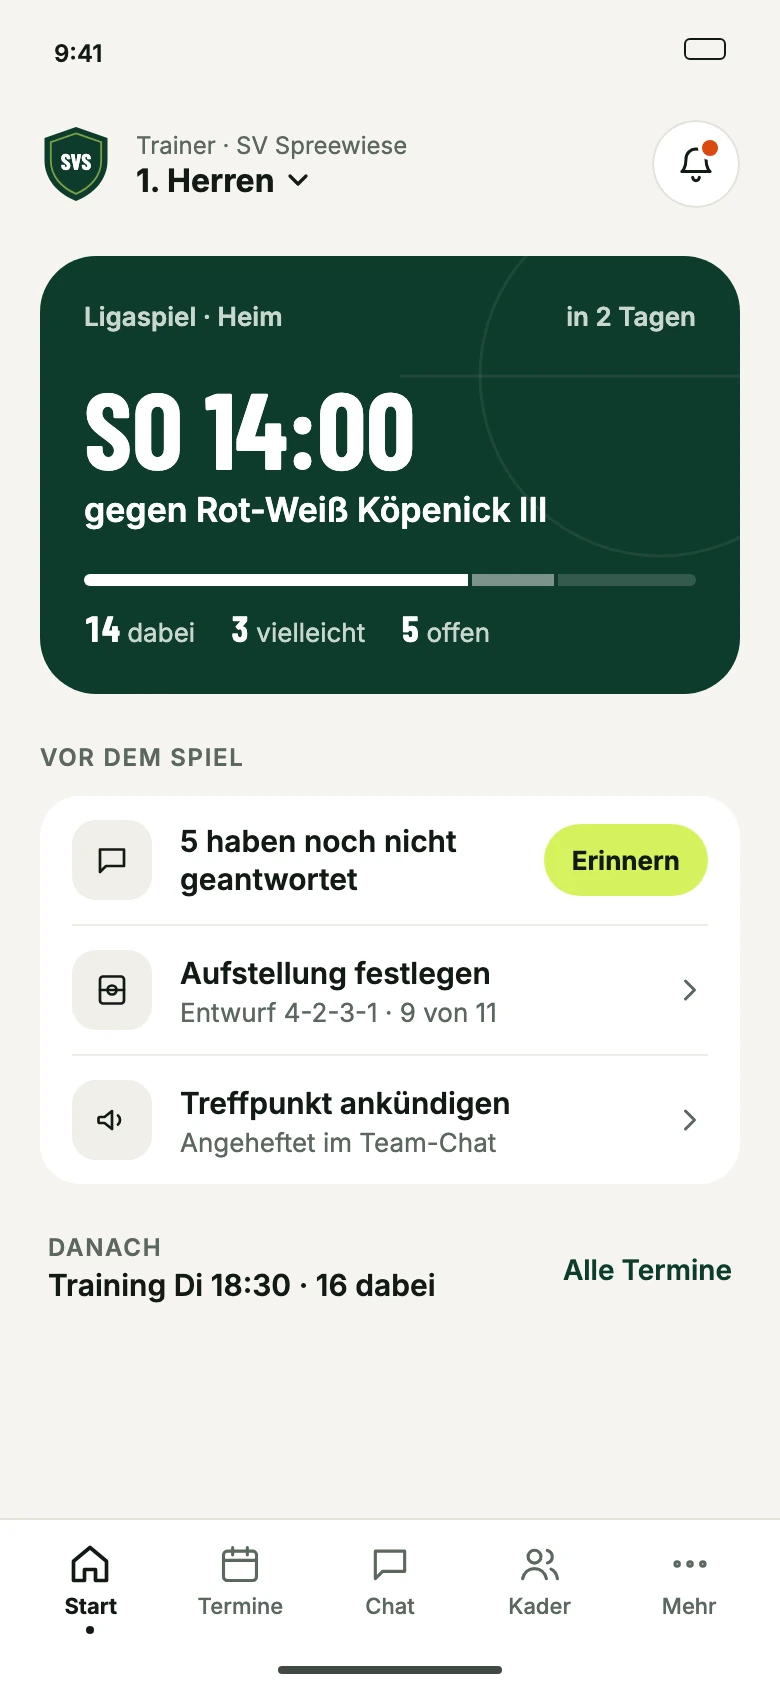 9:41
SVS
Trainer · SV Spreewiese
1. Herren
Ligaspiel · Heim
in 2 Tagen
SO 14:00
gegen Rot-Weiß Köpenick III
14 dabei 3 vielleicht 5 offen
VOR DEM SPIEL
5 haben noch nicht
geantwortet
Erinnern
Aufstellung festlegen
Entwurf 4-2-3-1 · 9 von 11
Treffpunkt ankündigen
Angeheftet im Team-Chat
DANACH
Training Di 18:30 · 16 dabei
Alle Termine
Start
Termine
Chat
Kader
Mehr